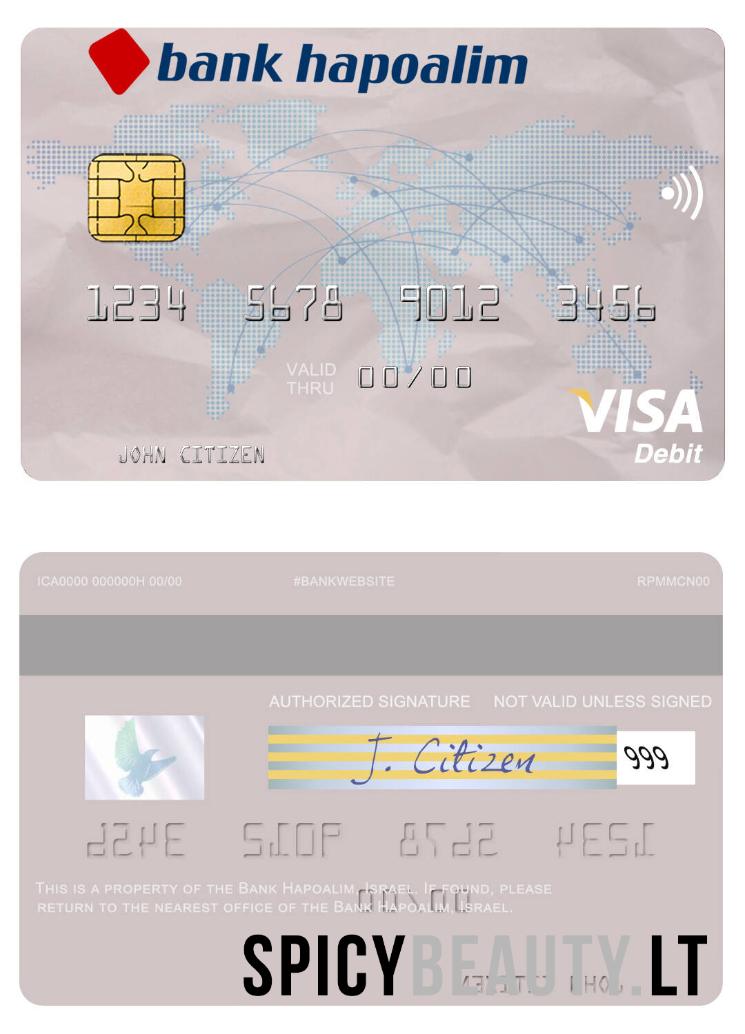 bank hapoalim
1234 5678 9012 3456
VALID THRU 00/00
VISA
Debit
JOHN CITIZEN
ICA0000 000000H 00/00 #BANKWEBSITE RPMMCN00
AUTHORIZED SIGNATURE NOT VALID UNLESS SIGNED
J. Citizen 999
THIS IS A PROPERTY OF THE BANK HAPOALIM, ISRAEL. IF FOUND, PLEASE
RETURN TO THE NEAREST OFFICE OF THE BANK HAPOALIM, ISRAEL.
SPICYBEAUTY.LT